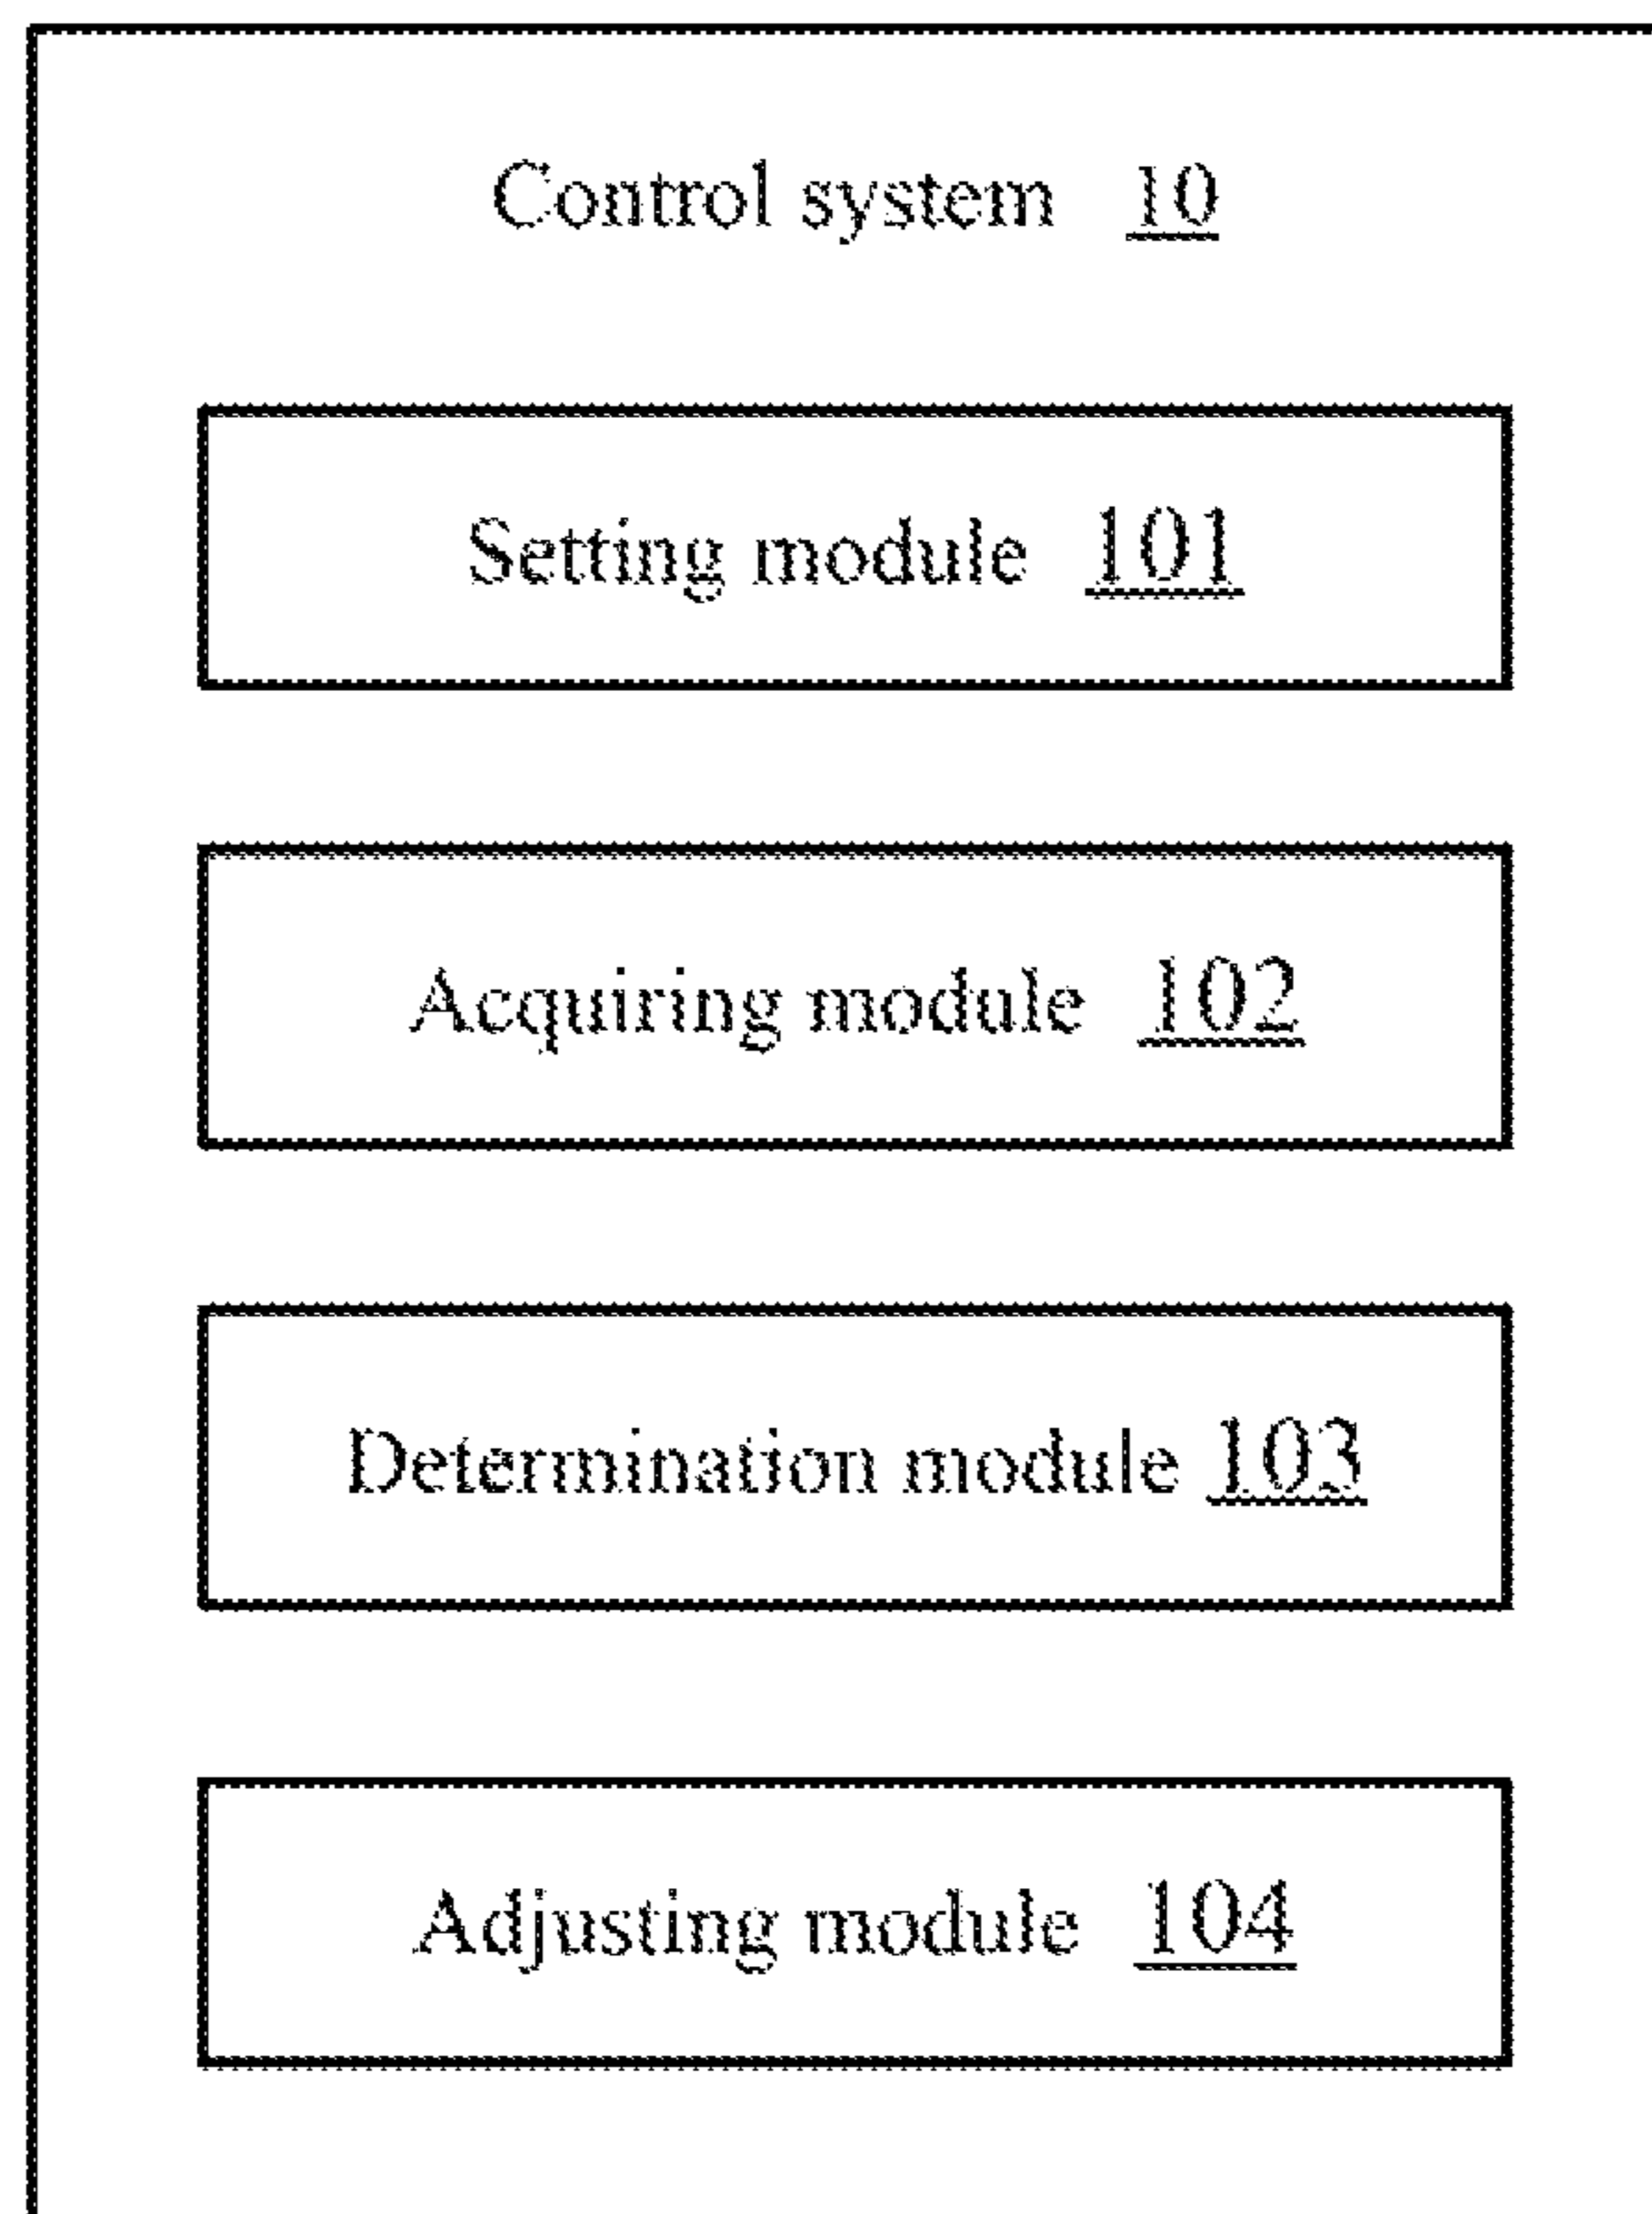 Control system 10
Setting module 101
Acquiring module 102
Determination module 103
Adjusting module 104